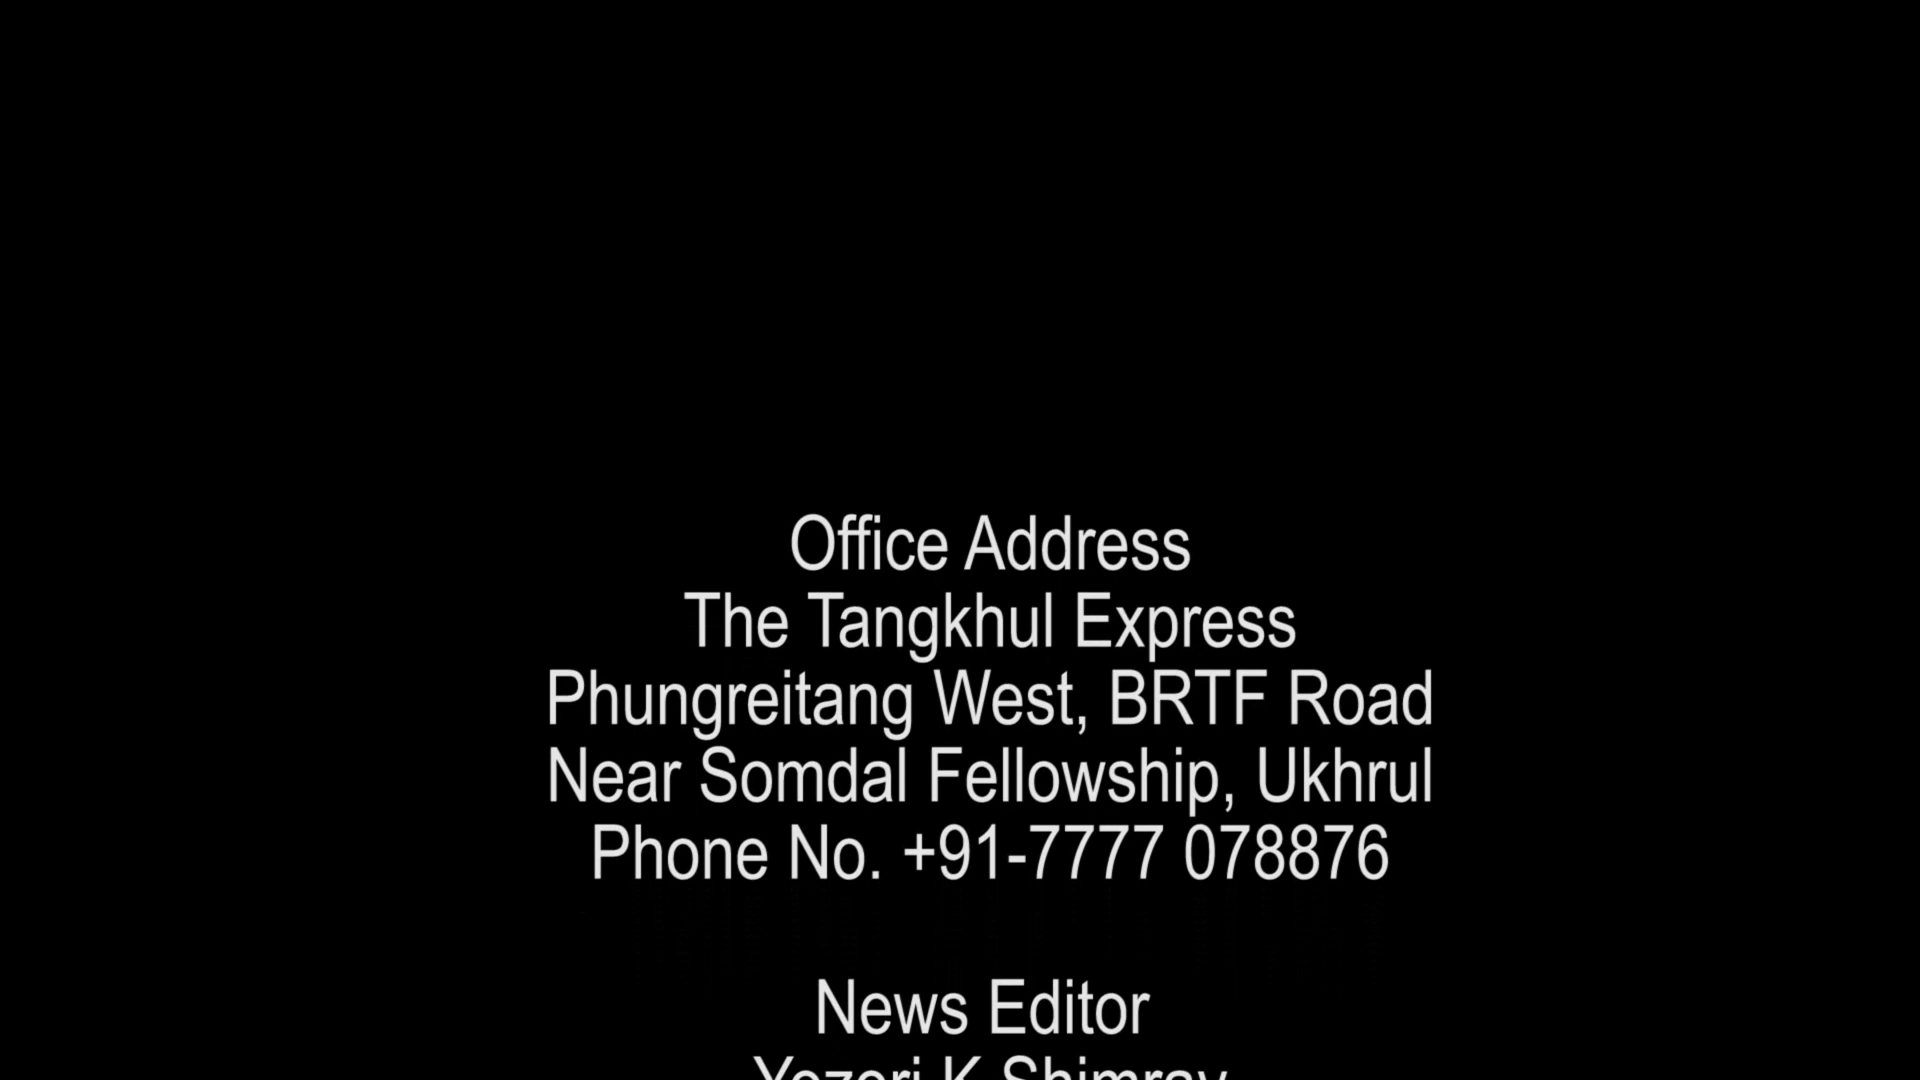 Office Address
The Tangkhul Express
Phungreitang West, BRTF Road
Near Somdal Fellowship, Ukhrul
Phone No. +91-7777 078876
News Editor
K Shimray